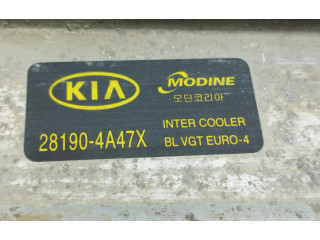 KIA
MODINE
모딘코리아
28190-4A47X
INTER COOLER
BL VGT EURO-4